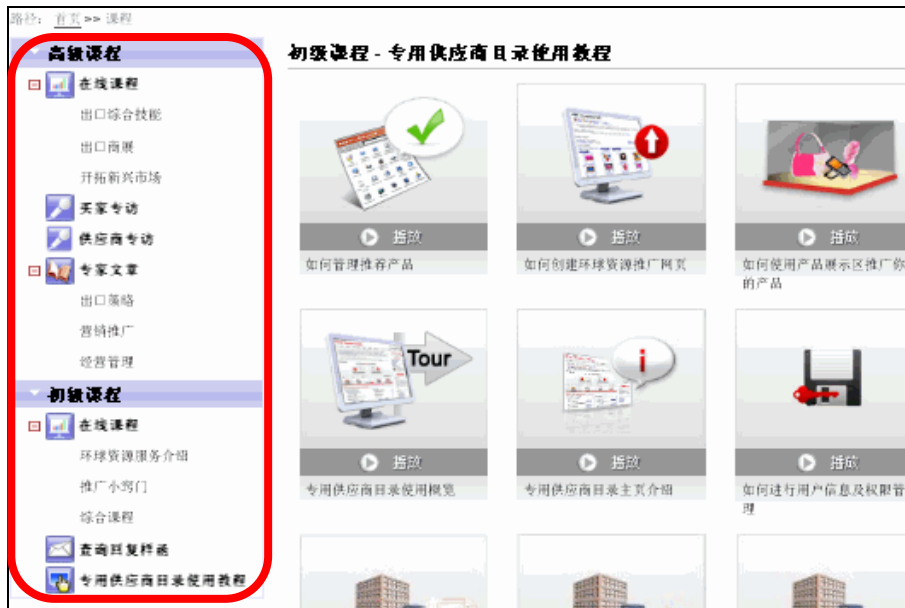 路径： 首页 >> 课程
高级课程
在线课程
出口综合技能
出口商展
开拓新兴市场
买家专访
供应商专访
专家文章
出口策略
营销推广
经营管理
初级课程
在线课程
环球资源服务介绍
推广小窍门
综合课程
查询回复样函
专用供应商目录使用教程
初级课程 - 专用供应商目录使用教程
播放
播放
播放
如何管理推荐产品
如何创建环球资源推广网页
如何使用产品展示区推广你
的产品
Tour
i
播放
播放
播放
专用供应商目录使用概览
专用供应商目录主页介绍
如何进行用户信息及权限管
理